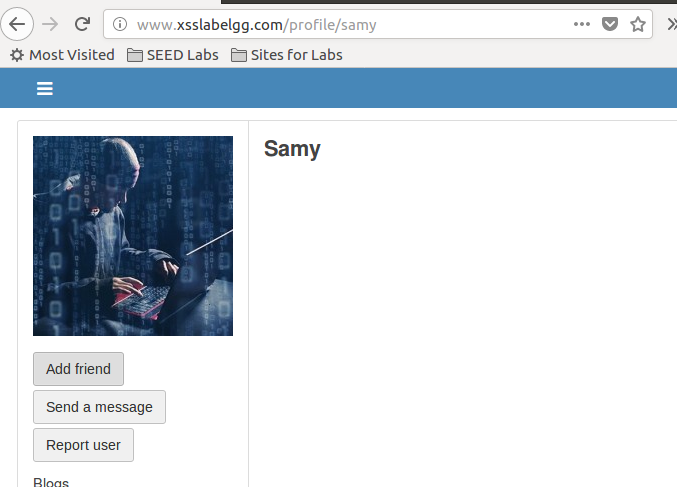 www.xsslabelgg.com/profile/samy
Most Visited SEED Labs Sites for Labs
Samy
Add friend
Send a message
Report user
Blogs